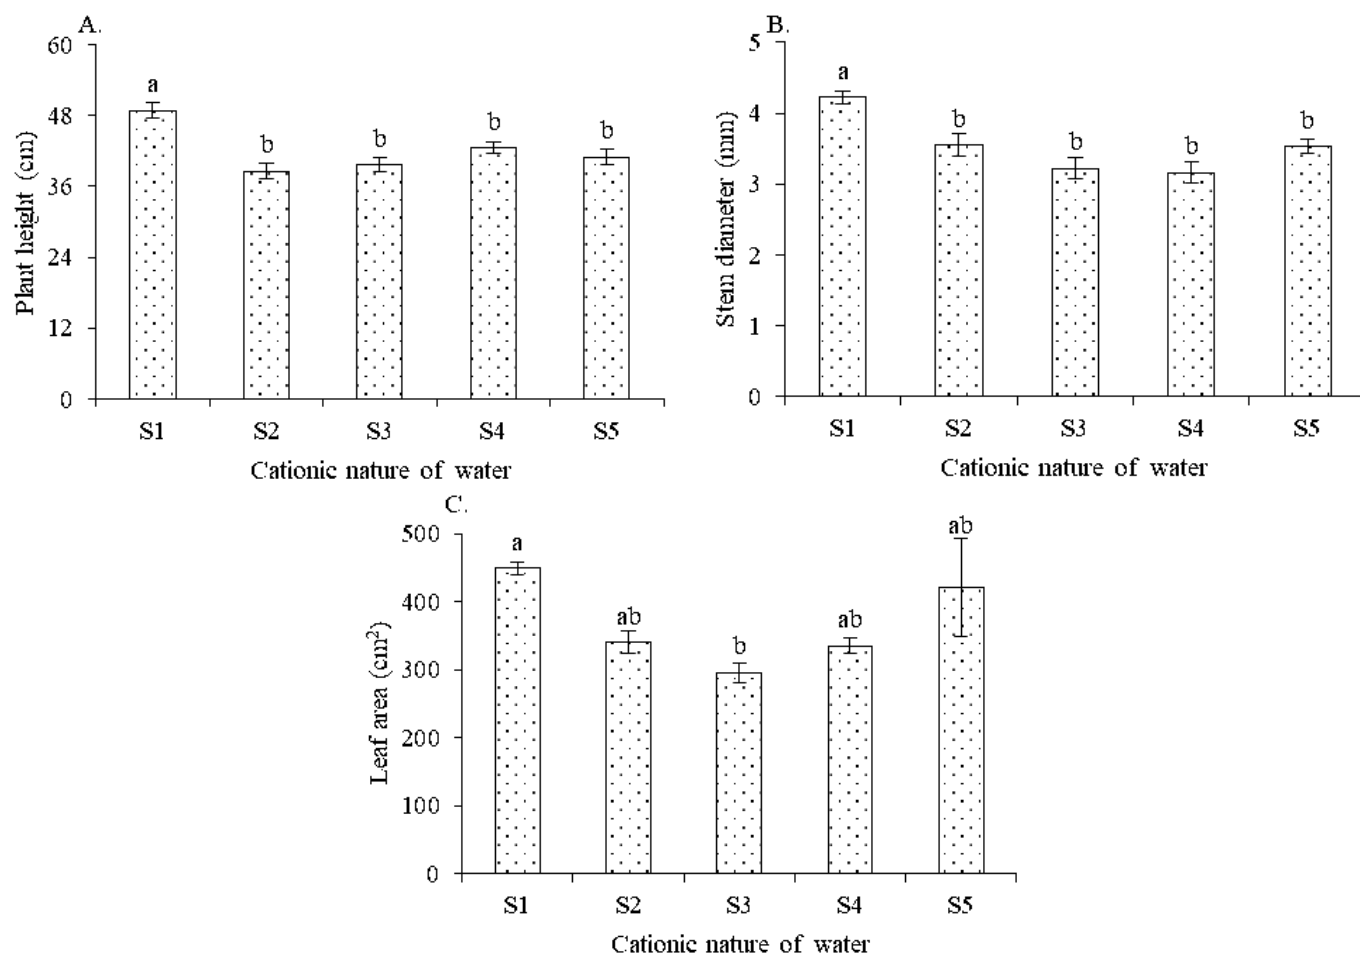 A.
60
48
36
24
12
0
Plant height (cm)
a
b
b
b
b
S1 S2 S3 S4 S5
Cationic nature of water
B.
5
4
3
2
1
0
Stem diameter (mm)
a
b
b
b
b
S1 S2 S3 S4 S5
Cationic nature of water
C.
500
400
300
200
100
0
Leaf area (cm²)
a
ab
b
ab
ab
S1 S2 S3 S4 S5
Cationic nature of water